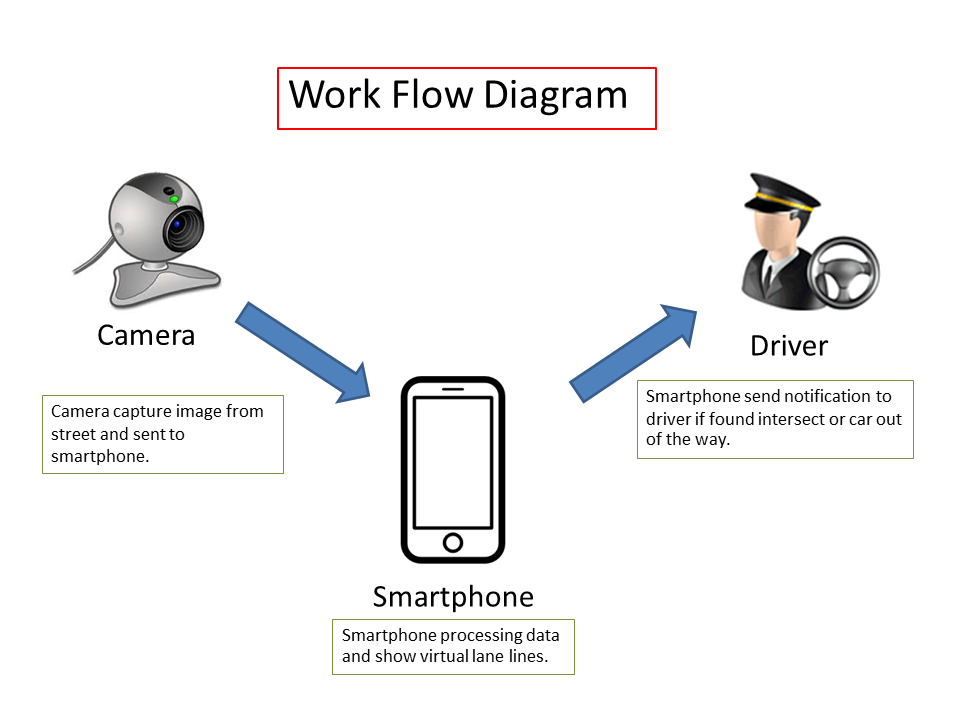 Work Flow Diagram
Camera
Camera capture image from
street and sent to
smartphone.
Smartphone
Smartphone processing data
and show virtual lane lines.
Driver
Smartphone send notification to
driver if found intersect or car out
of the way.